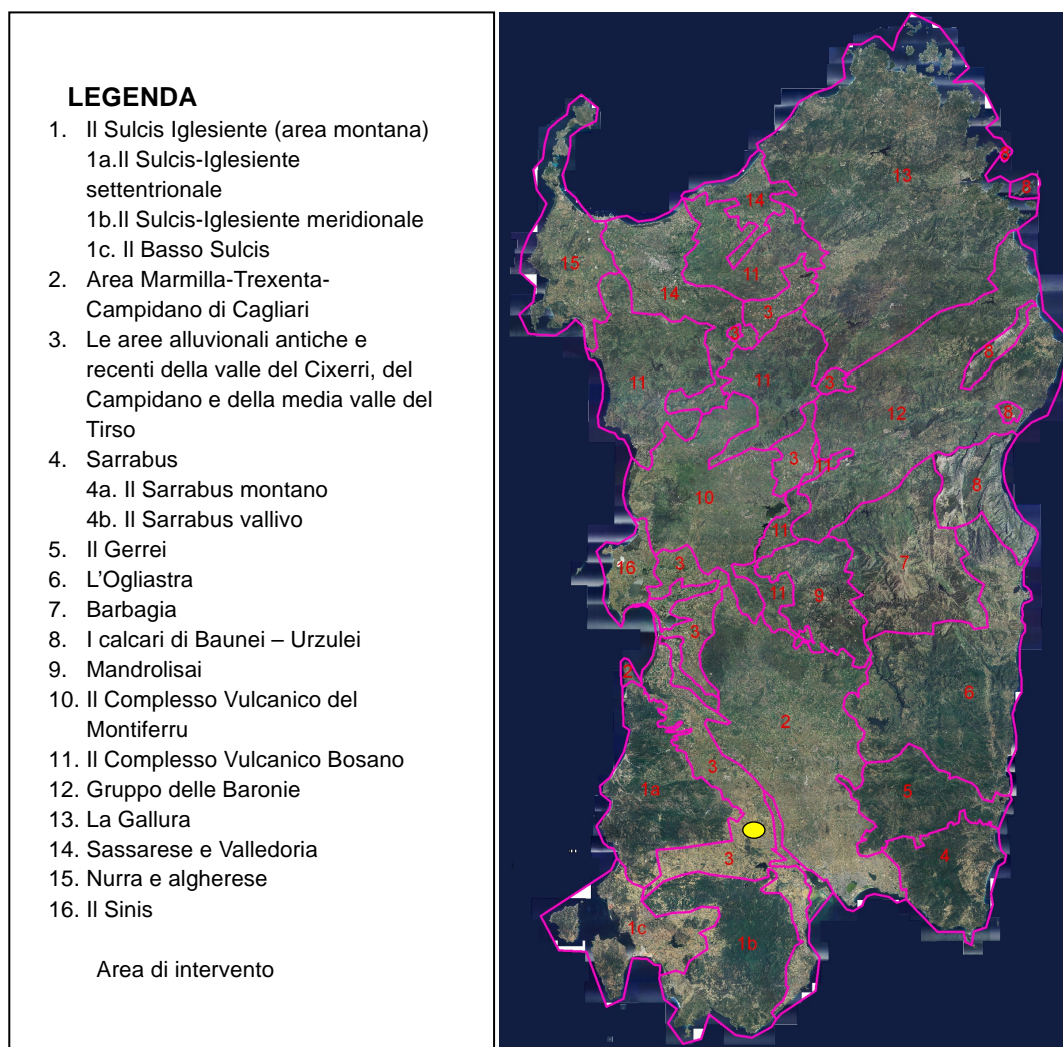 LEGENDA
1. Il Sulcis Iglesiente (area montana)
1a.Il Sulcis-Iglesiente
settentrionale
1b.Il Sulcis-Iglesiente meridionale
1c. Il Basso Sulcis
2. Area Marmilla-Trexenta-
Campidano di Cagliari
3. Le aree alluvionali antiche e
recenti della valle del Cixerri, del
Campidano e della media valle del
Tirso
4. Sarrabus
4a. Il Sarrabus montano
4b. Il Sarrabus vallivo
5. Il Gerrei
6. L'Ogliastra
7. Barbagia
8. I calcari di Baunei – Urzulei
9. Mandrolisai
10. Il Complesso Vulcanico del
Montiferru
11. Il Complesso Vulcanico Bosano
12. Gruppo delle Baronie
13. La Gallura
14. Sassarese e Valledoria
15. Nurra e algherese
16. Il Sinis
Area di intervento
8
13
8
14
15
11
14
3
3
8
11
11
3
12
8
3
11
8
10
11
16
3
7
11
9
3
2
6
2
3
1a
5
3
4
1c
1b